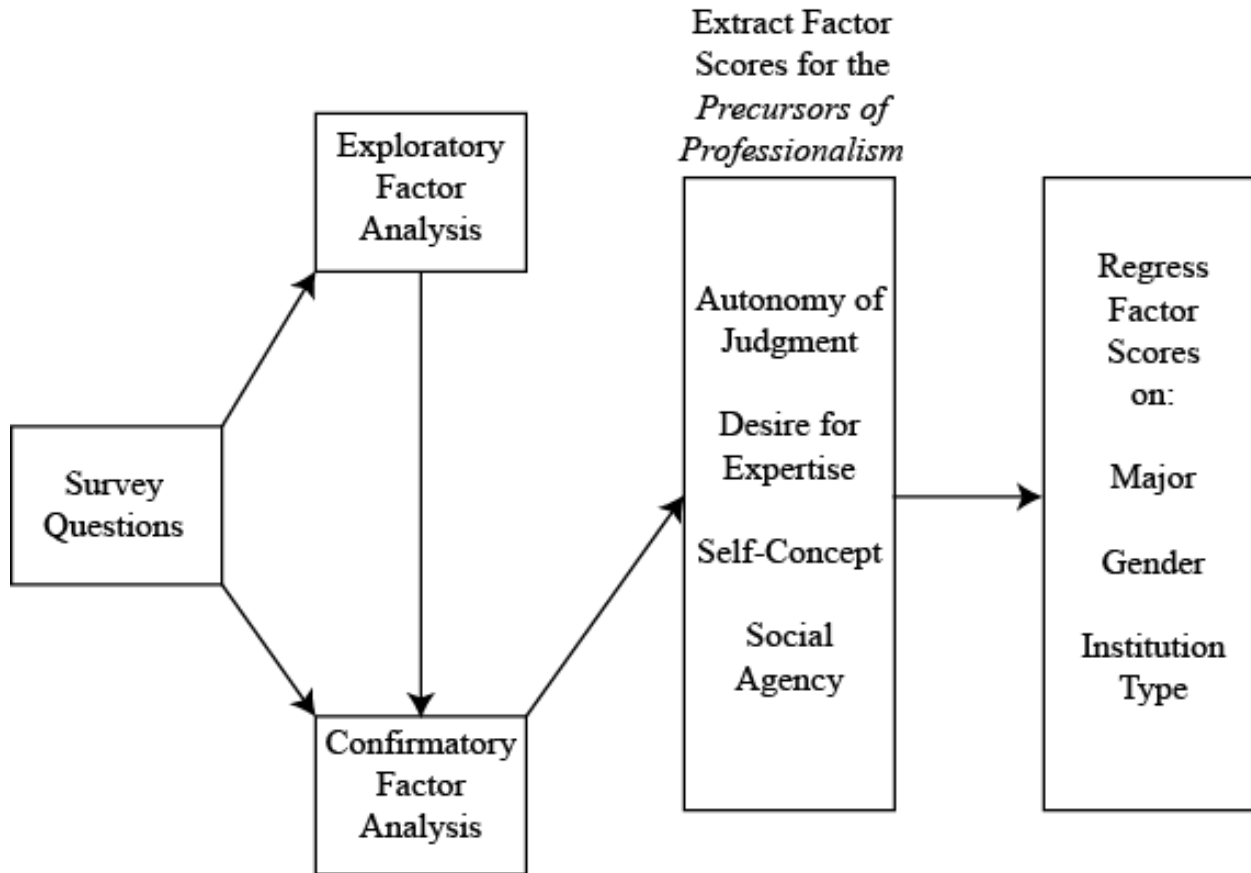 Survey
Questions
Exploratory
Factor
Analysis
Confirmatory
Factor
Analysis
Extract Factor
Scores for the
Precursors of
Professionalism
Autonomy of
Judgment
Desire for
Expertise
Self-Concept
Social
Agency
Regress
Factor
Scores
on:
Major
Gender
Institution
Type